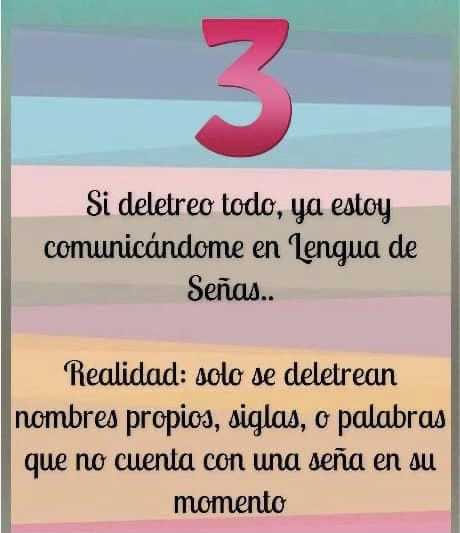 3
Si deletreo todo, ya estoy
comunicándome en Lengua de
Señas..
Realidad: solo se deletrean
nombres propios, siglas, o palabras
que no cuenta con una seña en su
momento